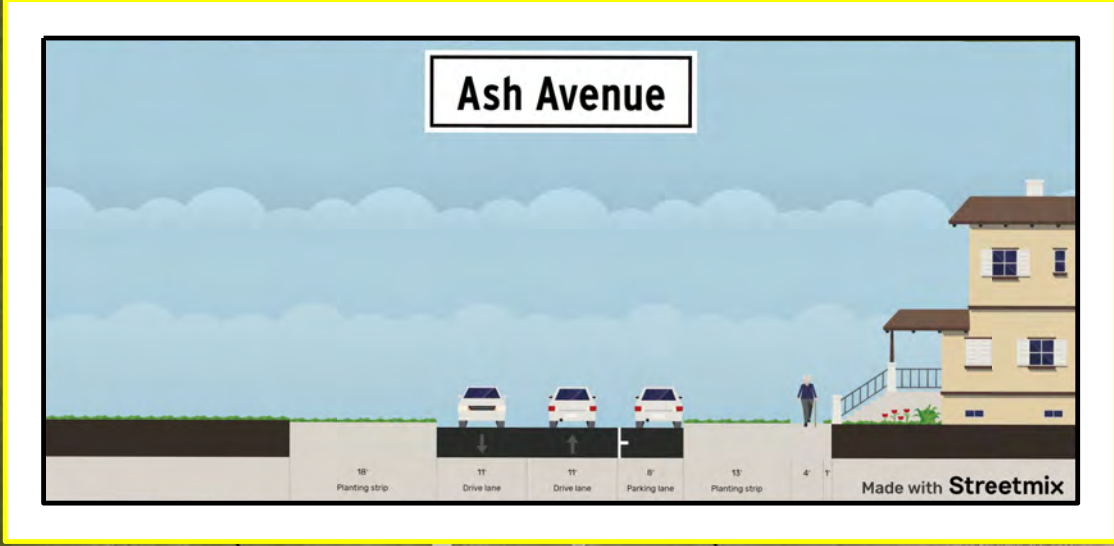 Ash Avenue
18' 11' 11' 8' 13' 4' 1'
Planting strip Drive lane Drive lane Parking lane Planting strip
Made with Streetmix